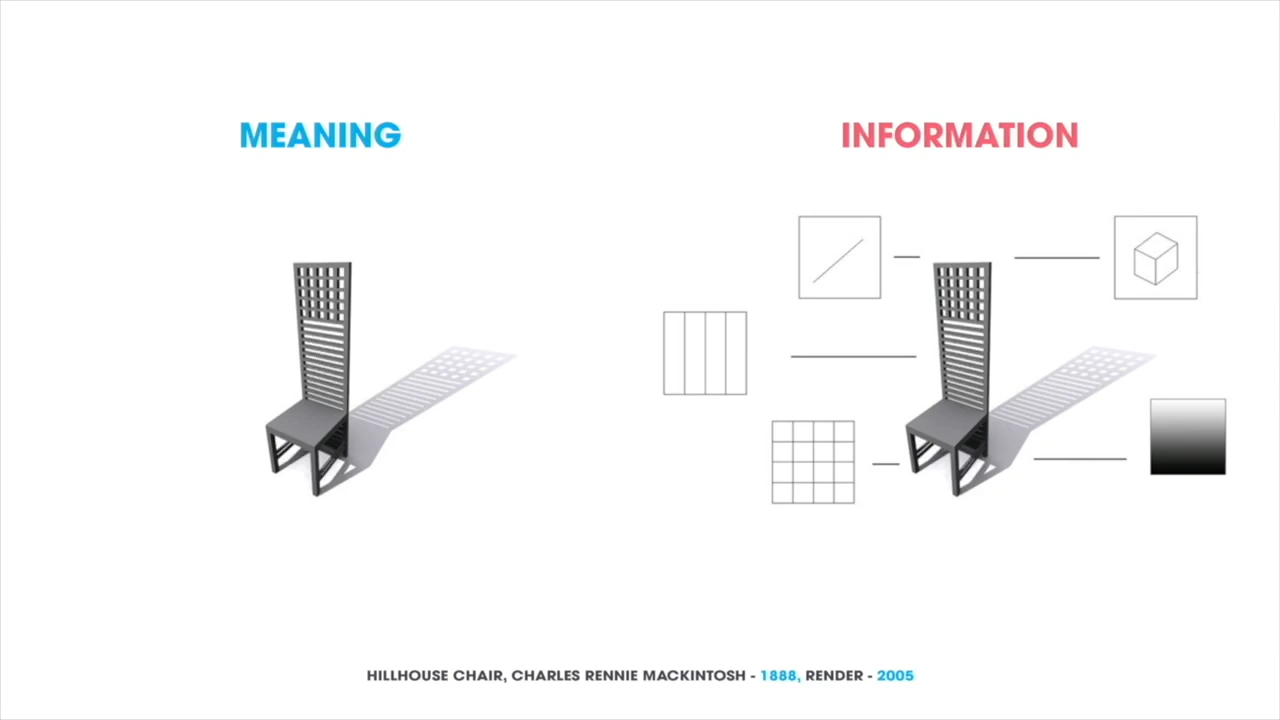 MEANING
INFORMATION
HILLHOUSE CHAIR, CHARLES RENNIE MACKINTOSH - 1888, RENDER - 2005